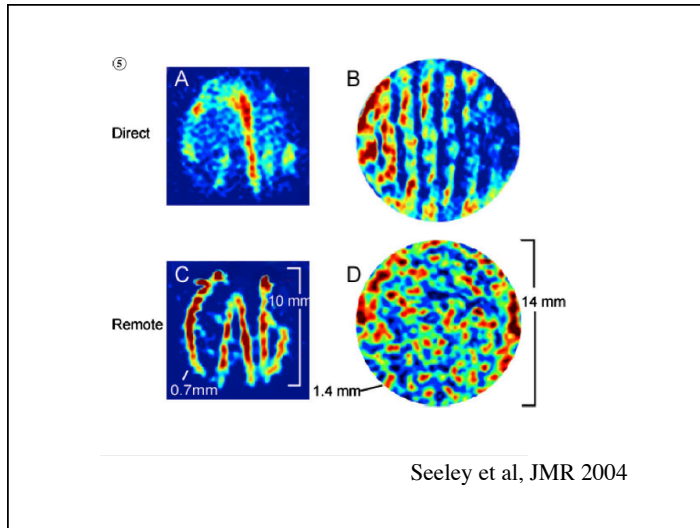 ⑤
A
B
Direct
C
10 mm
D
14 mm
Remote
0.7mm
1.4 mm
Seeley et al, JMR 2004